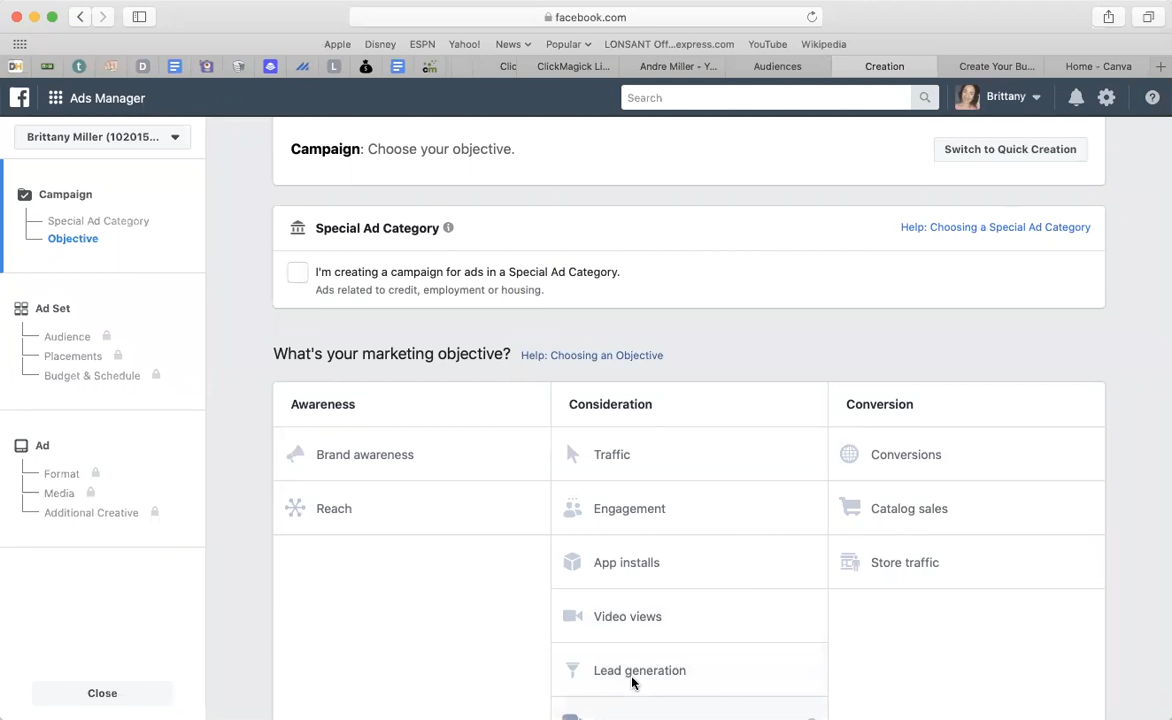 facebook.com
Apple Disney ESPN Yahoo! News Popular LONSANT Off...express.com YouTube Wikipedia
Clic ClickMagick Li... Andre Miller - Y... Audiences Creation Create Your Bu... Home - Canva
Ads Manager Search Brittany
Brittany Miller (102015...
Campaign
Special Ad Category
Objective
Ad Set
Audience
Placements
Budget & Schedule
Ad
Format
Media
Additional Creative
Close
Campaign: Choose your objective.
Switch to Quick Creation
Special Ad Category
Help: Choosing a Special Ad Category
I'm creating a campaign for ads in a Special Ad Category.
Ads related to credit, employment or housing.
What's your marketing objective? Help: Choosing an Objective
Awareness Consideration Conversion
Brand awareness Traffic Conversions
Reach Engagement Catalog sales
App installs Store traffic
Video views
Lead generation